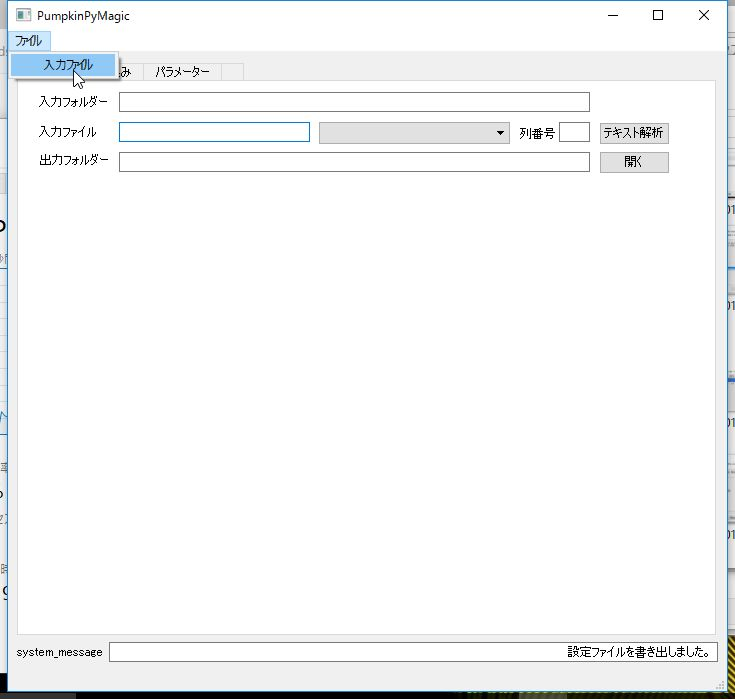 PumpkinPyMagic
ファイル
入力ファイル
み パラメーター
入力フォルダー
入力ファイル 列番号 テキスト解析
出力フォルダー 開く
system_message 設定ファイルを書き出しました。